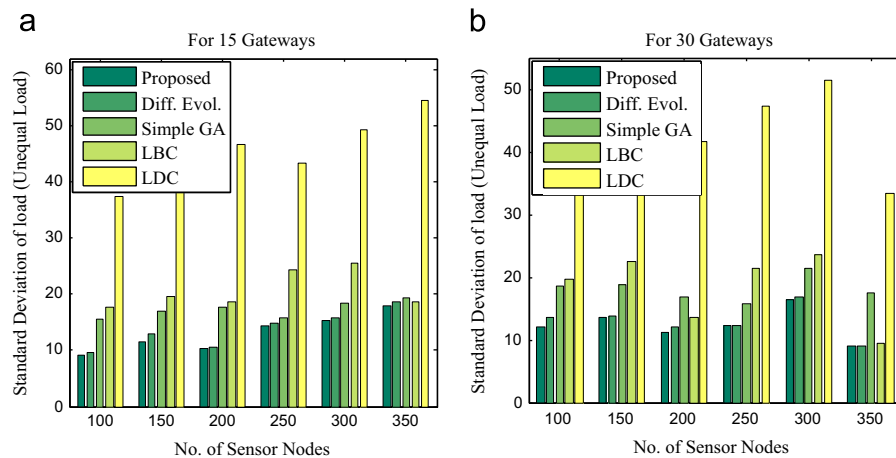 a
For 15 Gateways
Standard Deviation of load (Unequal Load)
60
50
40
30
20
10
0
Proposed
Diff. Evol.
Simple GA
LBC
LDC
100 150 200 250 300 350
No. of Sensor Nodes
b
For 30 Gateways
Standard Deviation of load (Unequal Load)
50
40
30
20
10
0
Proposed
Diff. Evol.
Simple GA
LBC
LDC
100 150 200 250 300 350
No. of Sensor Nodes